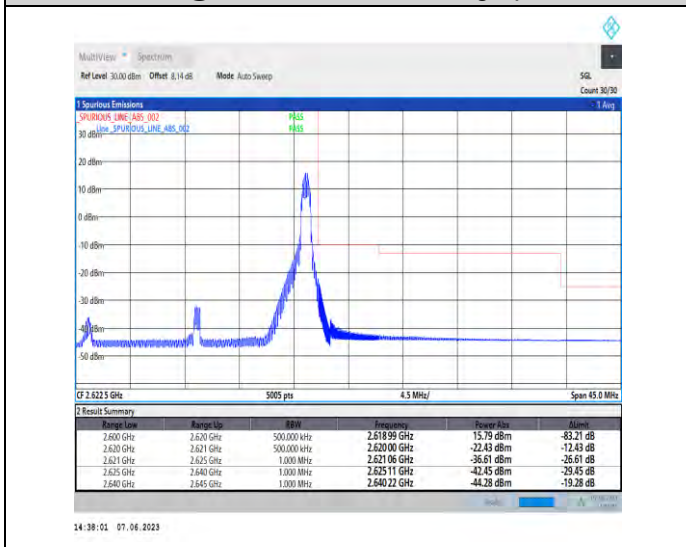 MultiView Spectrum
Ref Level 30.00 dBm Offset 8.14 dB Mode Auto Sweep SGL
Count 30/30
1 Spurious Emissions 1 Avg
_SPURIOUS_LINE_ABS_002 PASS
Line _SPURIOUS_LINE_ABS_002 PASS
30 dBm
20 dBm
10 dBm
0 dBm
-10 dBm
-20 dBm
-30 dBm
-40 dBm
-50 dBm
CF 2.622 5 GHz 5005 pts 4.5 MHz/ Span 45.0 MHz
2 Result Summary
Range Low Range Up RBW Frequency Power Abs ΔLimit
2.600 GHz 2.620 GHz 500.000 kHz 2.618 99 GHz 15.79 dBm -83.21 dB
2.620 GHz 2.621 GHz 500.000 kHz 2.620 00 GHz -22.43 dBm -12.43 dB
2.621 GHz 2.625 GHz 1.000 MHz 2.621 06 GHz -36.61 dBm -26.61 dB
2.625 GHz 2.640 GHz 1.000 MHz 2.625 11 GHz -42.45 dBm -29.45 dB
2.640 GHz 2.645 GHz 1.000 MHz 2.640 22 GHz -44.28 dBm -19.28 dB
Ready
14:38:01 07.06.2023